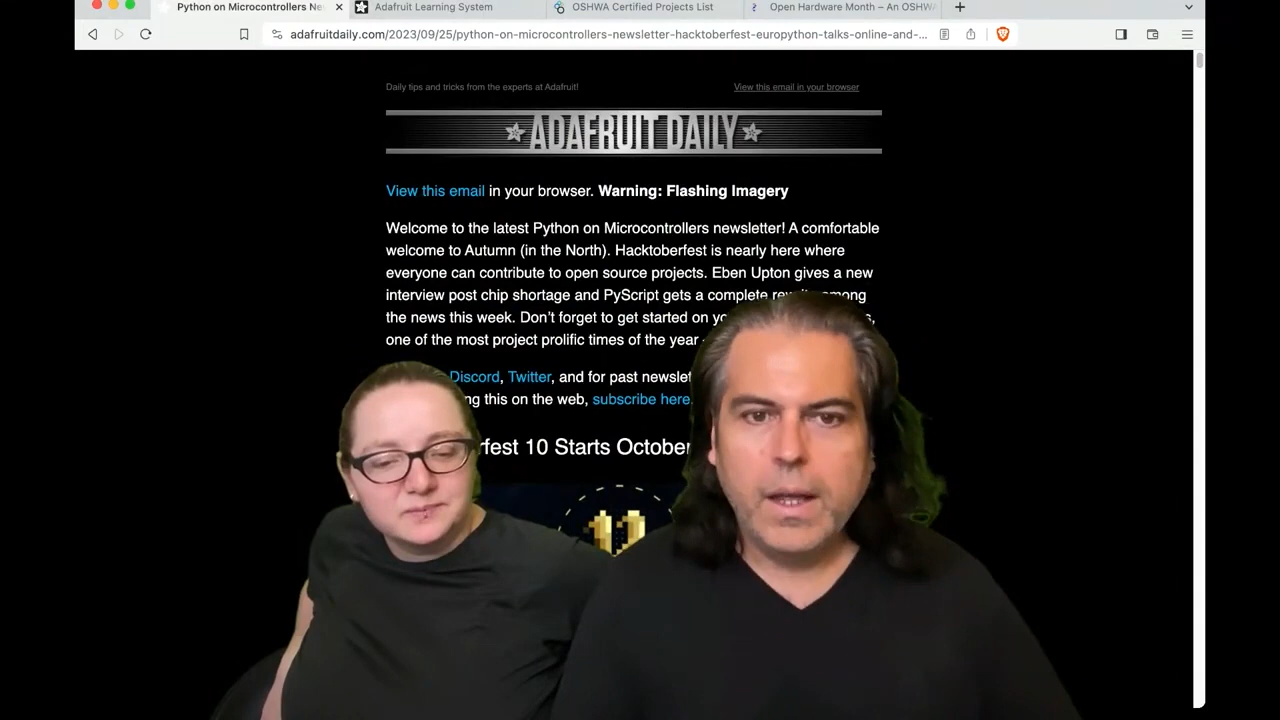 Python on Microcontrollers Ne
Adafruit Learning System
OSHWA Certified Projects List
Open Hardware Month – An OSHWA
adafruitdaily.com/2023/09/25/python-on-microcontrollers-newsletter-hacktoberfest-europython-talks-online-and-...
Daily tips and tricks from the experts at Adafruit!
View this email in your browser
ADAFRUIT DAILY
View this email in your browser. Warning: Flashing Imagery
Welcome to the latest Python on Microcontrollers newsletter! A comfortable
welcome to Autumn (in the North). Hacktoberfest is nearly here where
everyone can contribute to open source projects. Eben Upton gives a new
interview post chip shortage and PyScript gets a complete among
the news this week. Don't forget to get started on
one of the most project prolific times of the year
Discord, Twitter, and for past
this on the web, subscribe here.
10 Starts October